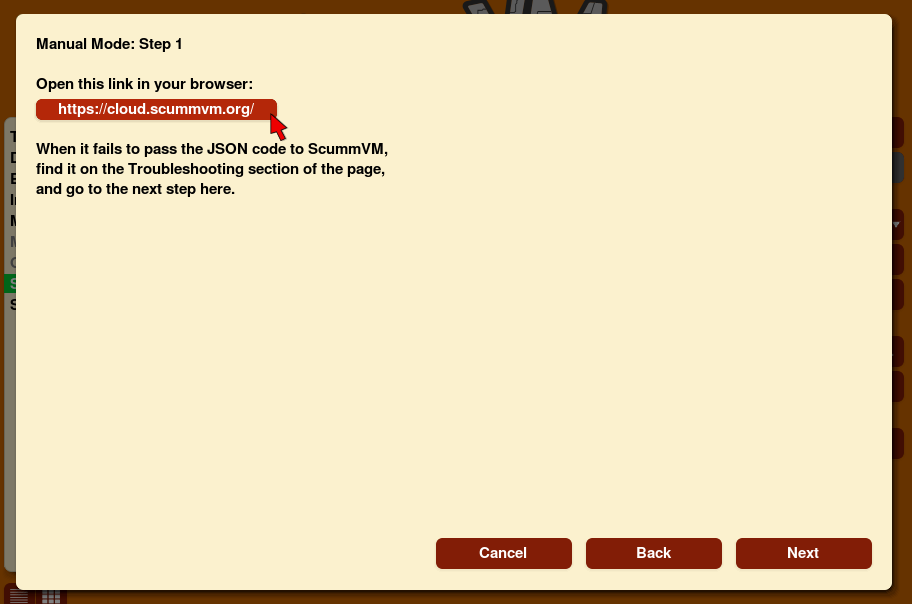 Manual Mode: Step 1
Open this link in your browser:
https://cloud.scummvm.org/
When it fails to pass the JSON code to ScummVM,
find it on the Troubleshooting section of the page,
and go to the next step here.
Cancel
Back
Next